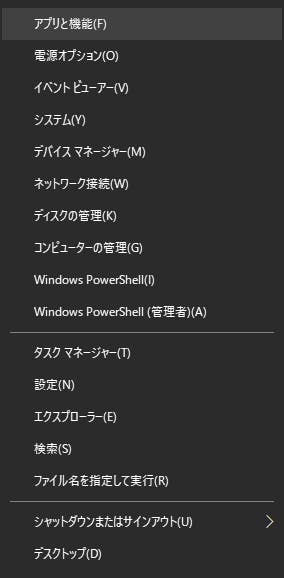 アプリと機能(F)
電源オプション(O)
イベント ビューアー(V)
システム(Y)
デバイス マネージャー(M)
ネットワーク接続(W)
ディスクの管理(K)
コンピューターの管理(G)
Windows PowerShell(I)
Windows PowerShell (管理者)(A)
タスク マネージャー(T)
設定(N)
エクスプローラー(E)
検索(S)
ファイル名を指定して実行(R)
シャットダウンまたはサインアウト(U)
デスクトップ(D)